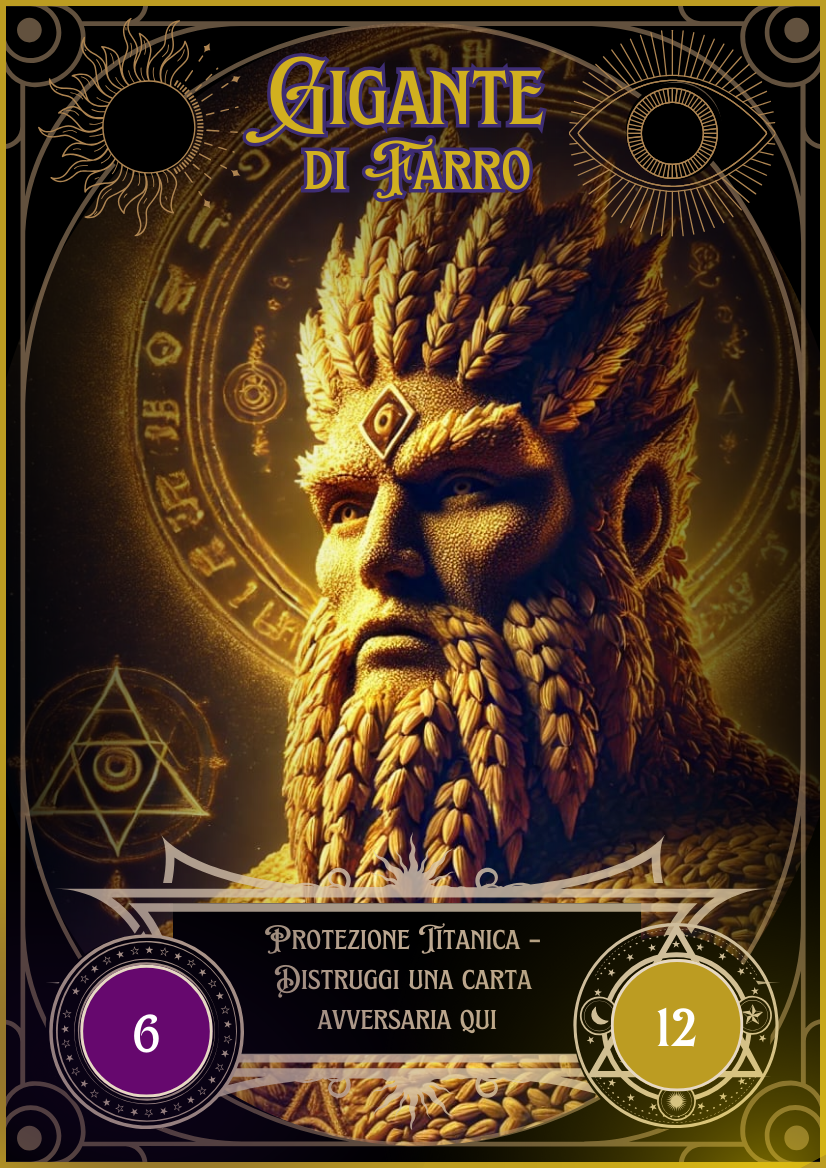 Gigante
di Farro
Protezione Titanica –
Distruggi una carta
avversaria qui
6
12